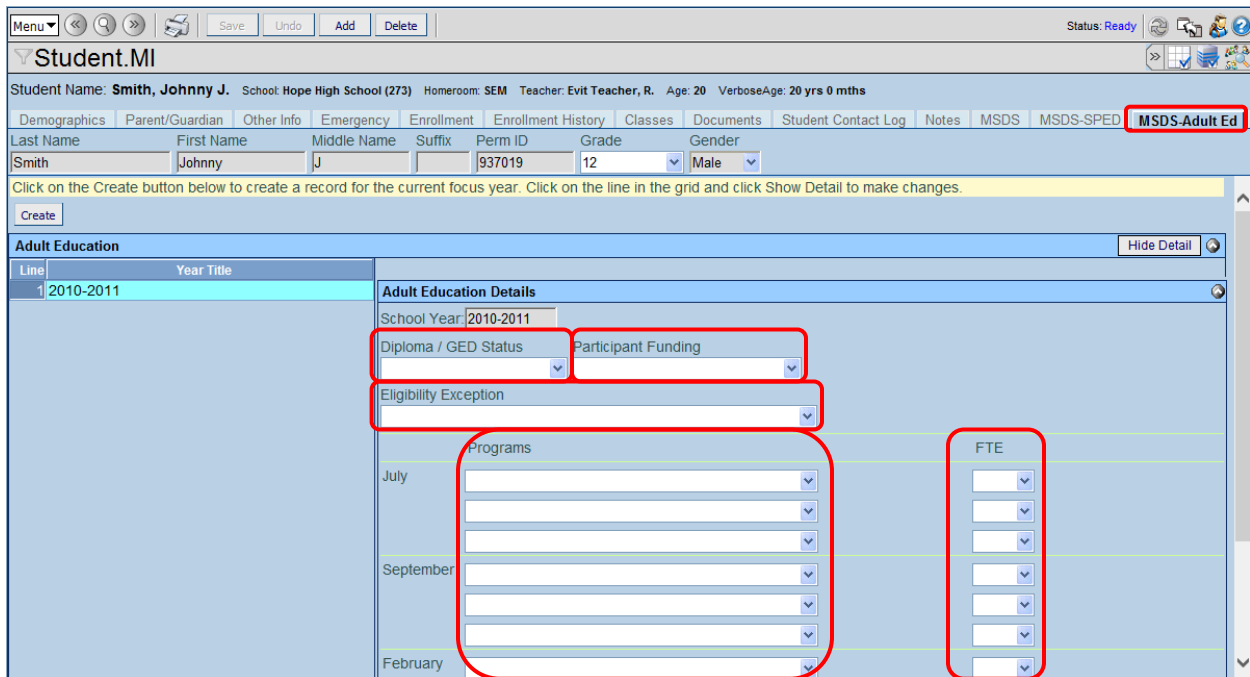 Menu Save Undo Add Delete Status: Ready
Student.MI
Student Name: Smith, Johnny J. School: Hope High School (273) Homeroom: SEM Teacher: Evit Teacher, R. Age: 20 VerboseAge: 20 yrs 0 mths
Demographics Parent/Guardian Other Info Emergency Enrollment Enrollment History Classes Documents Student Contact Log Notes MSDS MSDS-SPED MSDS-Adult Ed
Last Name First Name Middle Name Suffix Perm ID Grade Gender
Smith Johnny J 937019 12 Male
Click on the Create button below to create a record for the current focus year. Click on the line in the grid and click Show Detail to make changes.
Create
Adult Education Hide Detail
Line Year Title
1 2010-2011
Adult Education Details
School Year: 2010-2011
Diploma / GED Status Participant Funding
Eligibility Exception
Programs FTE
July
September
February